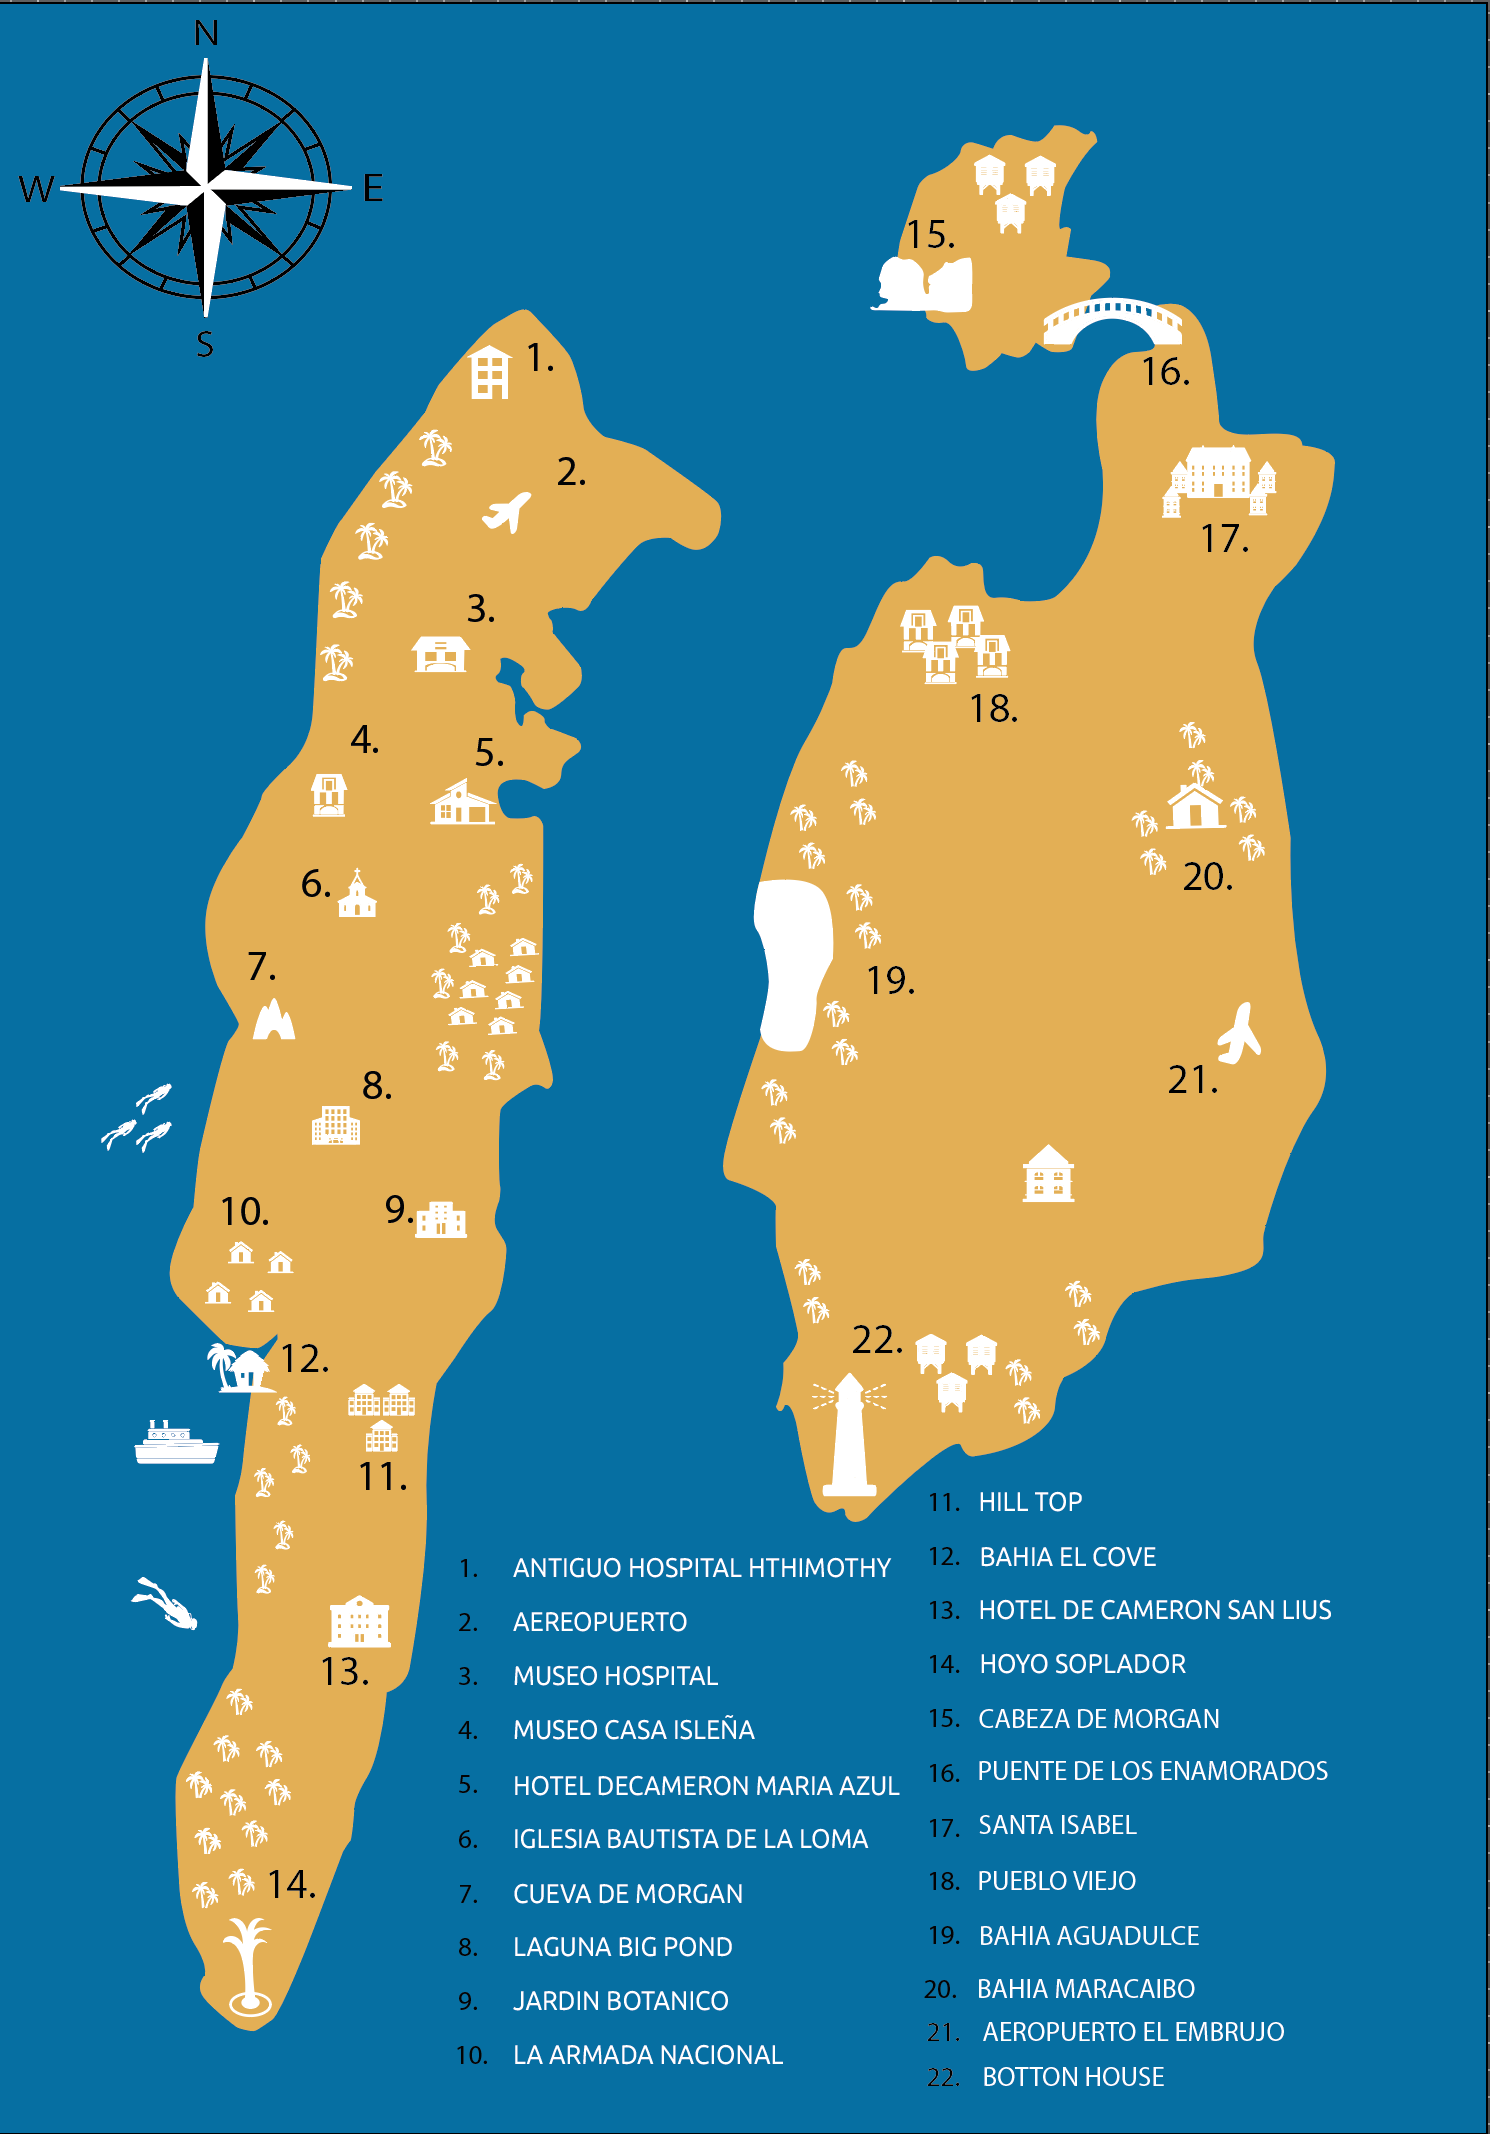 N
W
E
S
1.
2.
3.
4.
5.
6.
7.
8.
9.
10.
11.
12.
13.
14.
15.
16.
17.
18.
19.
20.
21.
22.
1. ANTIGUO HOSPITAL HTHIMOTHY
2. AEREOPUERTO
3. MUSEO HOSPITAL
4. MUSEO CASA ISLEÑA
5. HOTEL DECAMERON MARIA AZUL
6. IGLESIA BAUTISTA DE LA LOMA
7. CUEVA DE MORGAN
8. LAGUNA BIG POND
9. JARDIN BOTANICO
10. LA ARMADA NACIONAL
11. HILL TOP
12. BAHIA EL COVE
13. HOTEL DE CAMERON SAN LIUS
14. HOYO SOPLADOR
15. CABEZA DE MORGAN
16. PUENTE DE LOS ENAMORADOS
17. SANTA ISABEL
18. PUEBLO VIEJO
19. BAHIA AGUADULCE
20. BAHIA MARACAIBO
21. AEROPUERTO EL EMBRUJO
22. BOTTON HOUSE